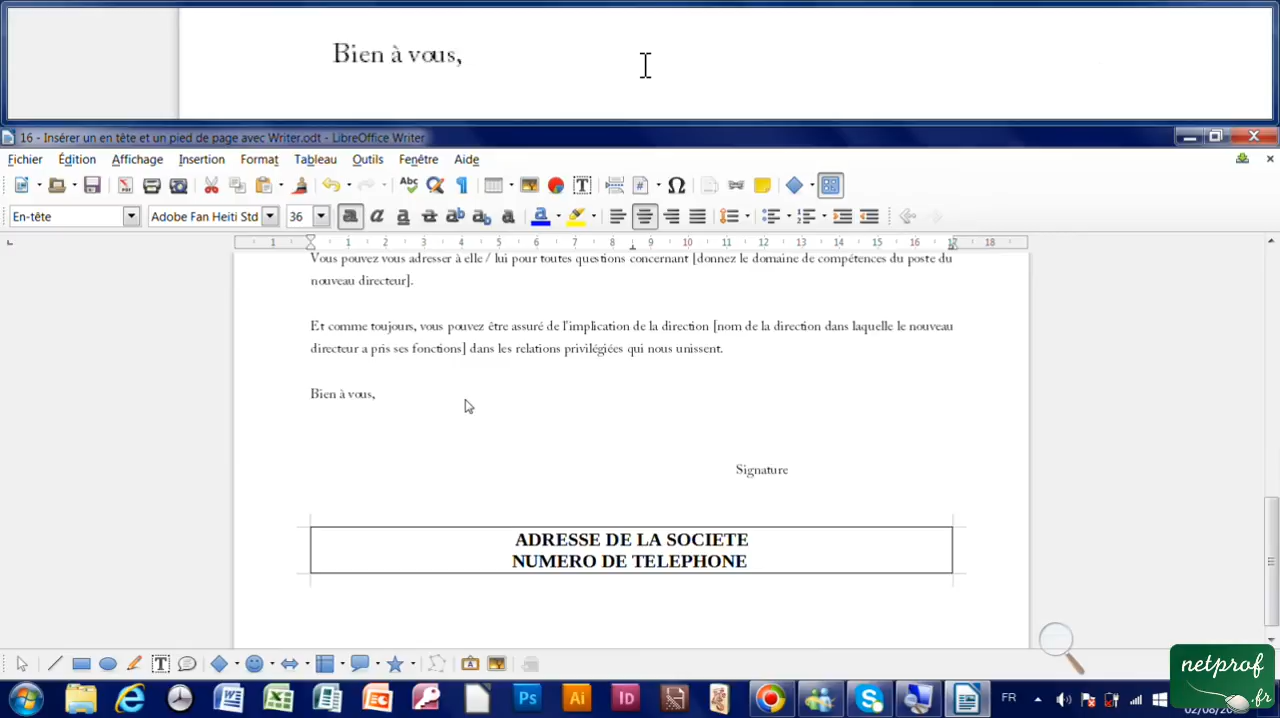 Bien à vous,
16 - Insérer un en tête et un pied de page avec Writer.odt - LibreOffice Writer
Fichier Édition Affichage Insertion Format Tableau Outils Fenêtre Aide
En-tête Adobe Fan Heiti Std 36
1 1 2 3 4 5 6 7 8 9 10 11 12 13 14 15 16 17 18
Vous pouvez vous adresser à elle / lui pour toutes questions concernant [donnez le domaine de compétences du poste du
nouveau directeur].
Et comme toujours, vous pouvez être assuré de l'implication de la direction [nom de la direction dans laquelle le nouveau
directeur a pris ses fonctions] dans les relations privilégiées qui nous unissent.
Bien à vous,
Signature
ADRESSE DE LA SOCIETE
NUMERO DE TELEPHONE
netprof
.fr
FR